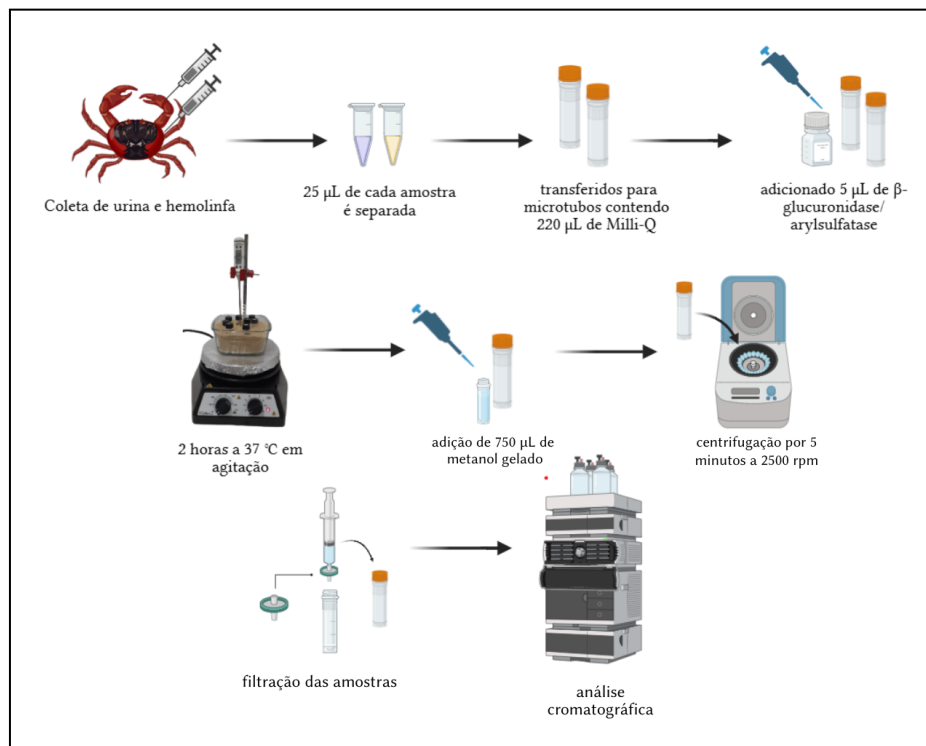 Coleta de urina e hemolinfa
25 µL de cada amostra
é separada
transferidos para
microtubos contendo
220 µL de Milli-Q
adicionado 5 µL de β-
glucuronidase/
arylsulfatase
2 horas a 37 °C em
agitação
adição de 750 µL de
metanol gelado
centrifugação por 5
minutos a 2500 rpm
filtração das amostras
análise
cromatográfica